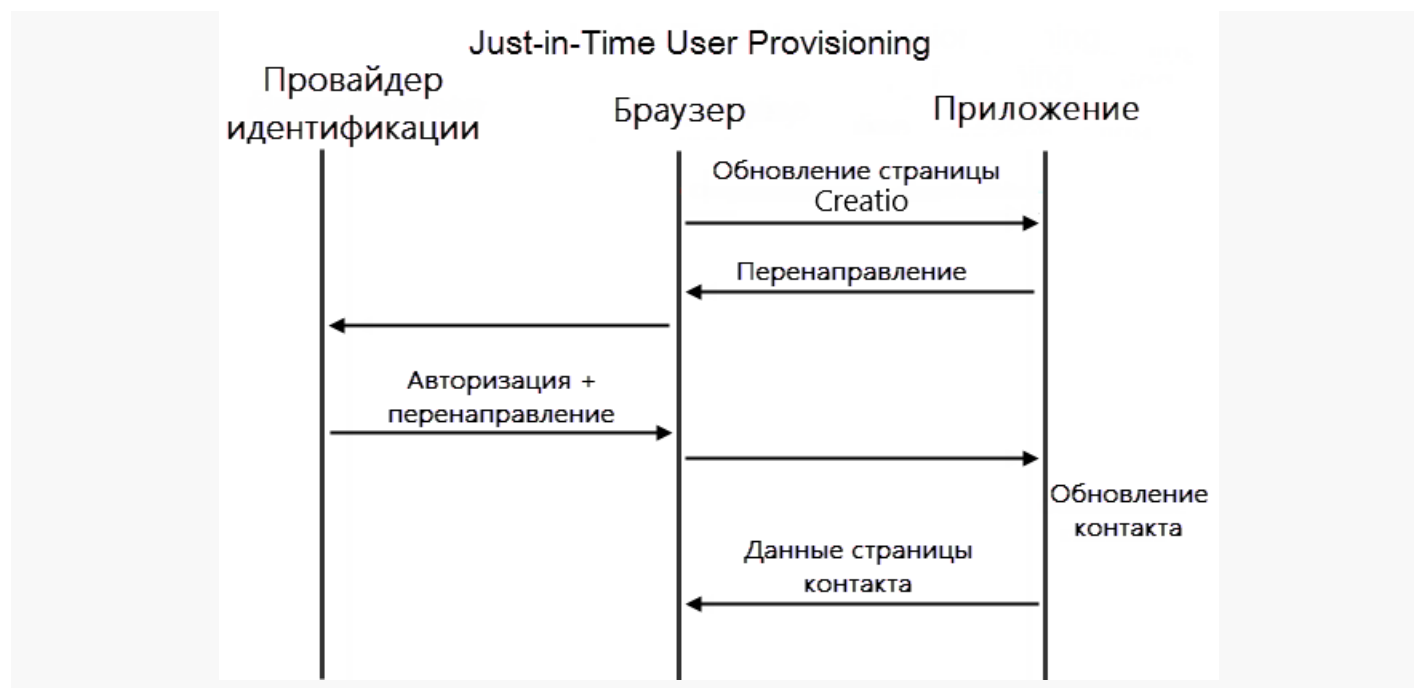 Just-in-Time User Provisioning
Провайдер
идентификации
Браузер
Приложение
Обновление страницы
Creatio
Перенаправление
Авторизация +
перенаправление
Обновление
контакта
Данные страницы
контакта